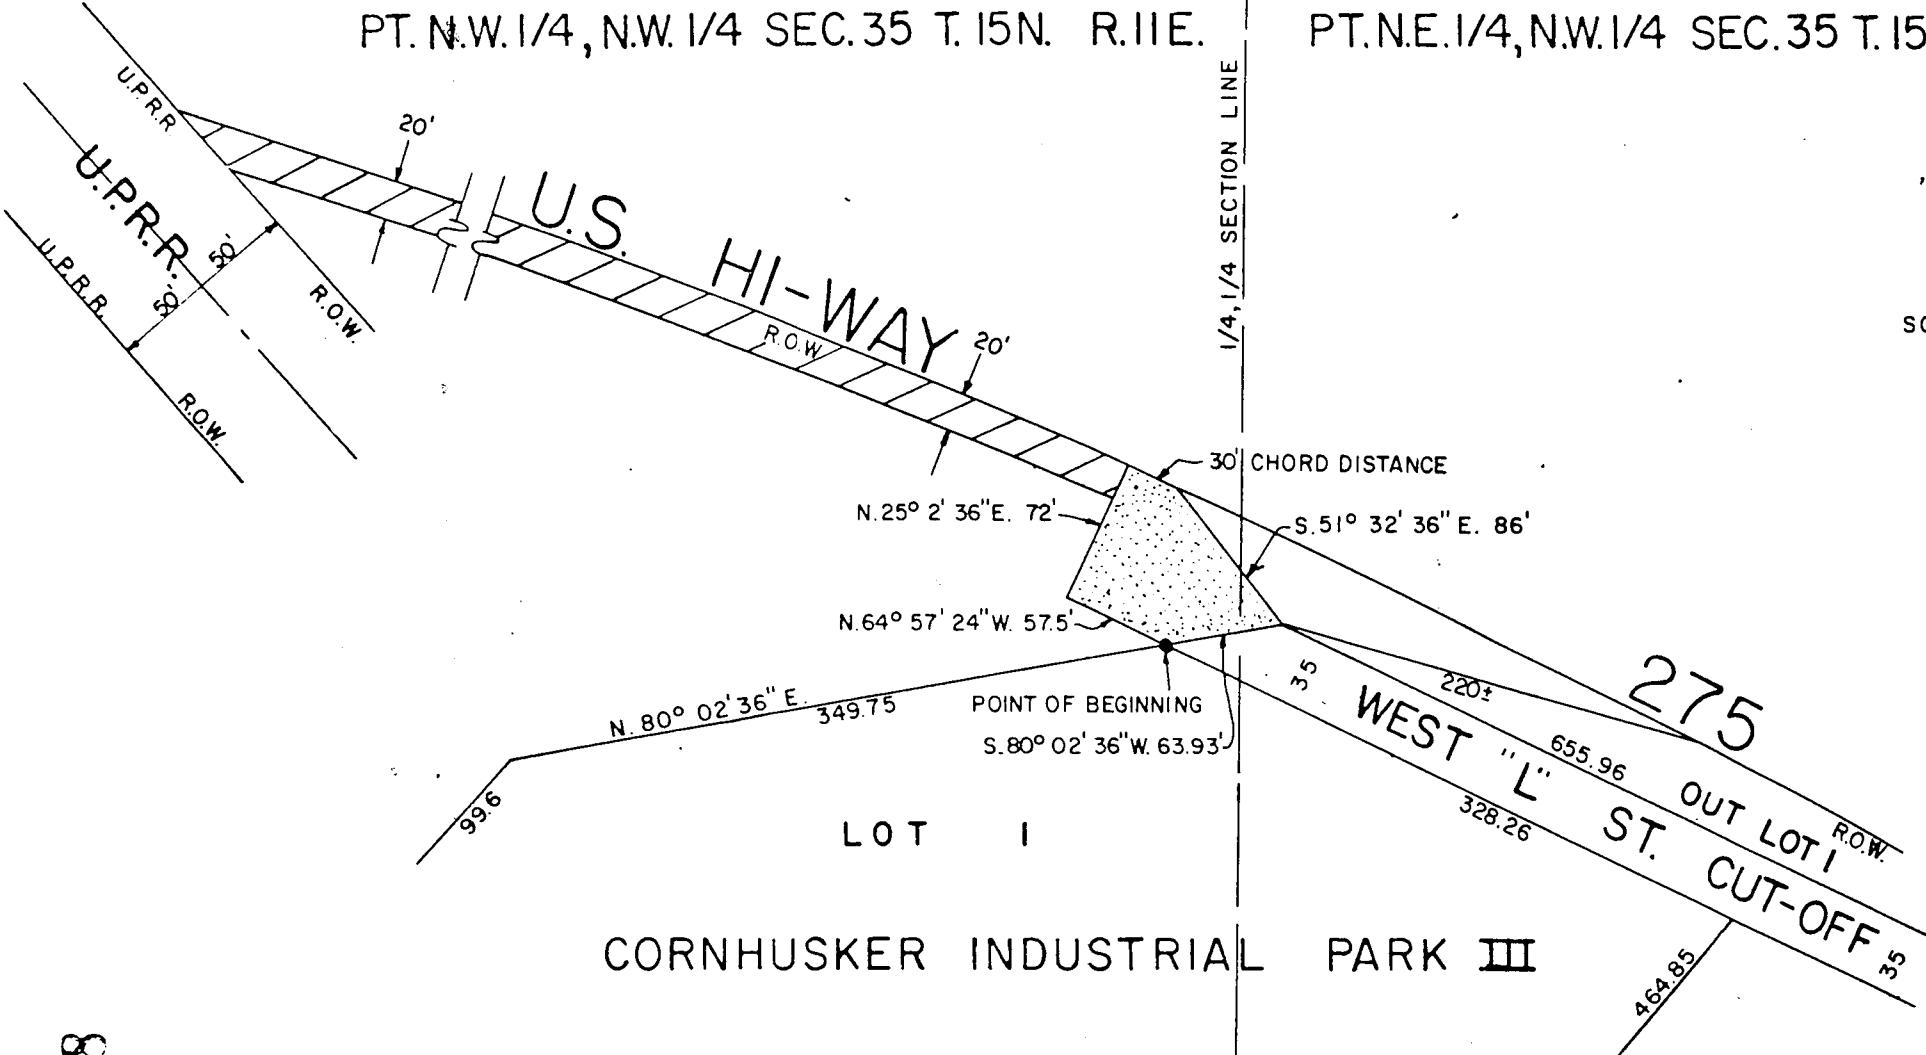 PT. N.W. 1/4, N.W. 1/4 SEC. 35 T. 15N. R. 11E.
PT. N.E. 1/4, N.W. 1/4 SEC. 35 T. 15
U.P.R.R
1/4, 1/4 SECTION LINE
20'
U.P.R.R.
U.S. HI-WAY
50'
50'
U.P.R.R.
R.O.W.
R.O.W
20'
SO
R.O.W.
30' CHORD DISTANCE
N. 25° 2' 36" E. 72'
S. 51° 32' 36" E. 86'
N. 64° 57' 24" W. 57.5'
35
220±
275
N. 80° 02' 36" E.
349.75
POINT OF BEGINNING
S. 80° 02' 36" W. 63.93'
WEST "L" ST. CUT-OFF
655.96
OUT LOT 1
R.O.W.
99.6
328.26
LOT 1
35
CORNHUSKER INDUSTRIAL PARK III
464.85
8